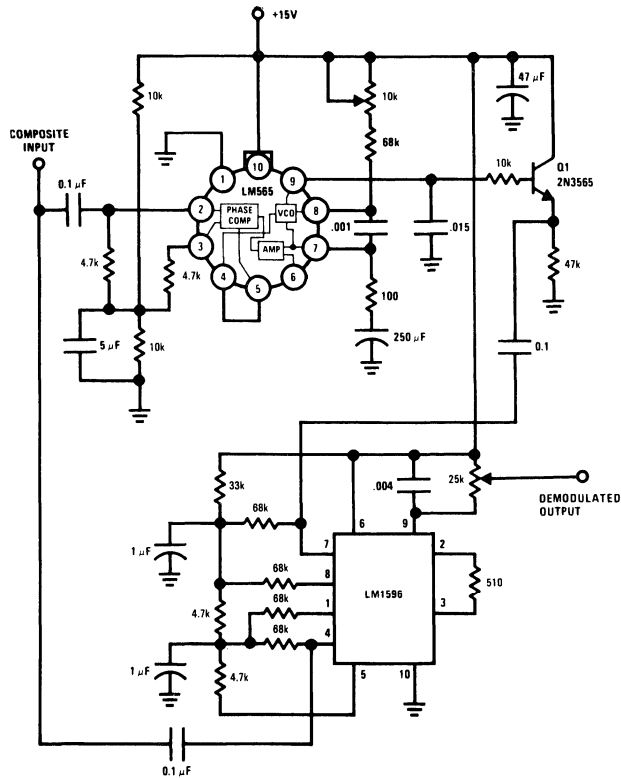 +15V
47 µF
10k
10k
COMPOSITE
INPUT
68k
Q1
2N3565
10k
0.1 µF
10
1
9
LM565
2
PHASE
COMP
VCO
8
.001
.015
3
AMP
7
4.7k
4.7k
4
5
6
47k
100
5 µF
10k
250 µF
0.1
33k
.004
25k
DEMODULATED
OUTPUT
68k
6
9
1 µF
7
2
68k
8
LM1596
510
68k
4.7k
1
3
68k
4
1 µF
4.7k
5
10
0.1 µF